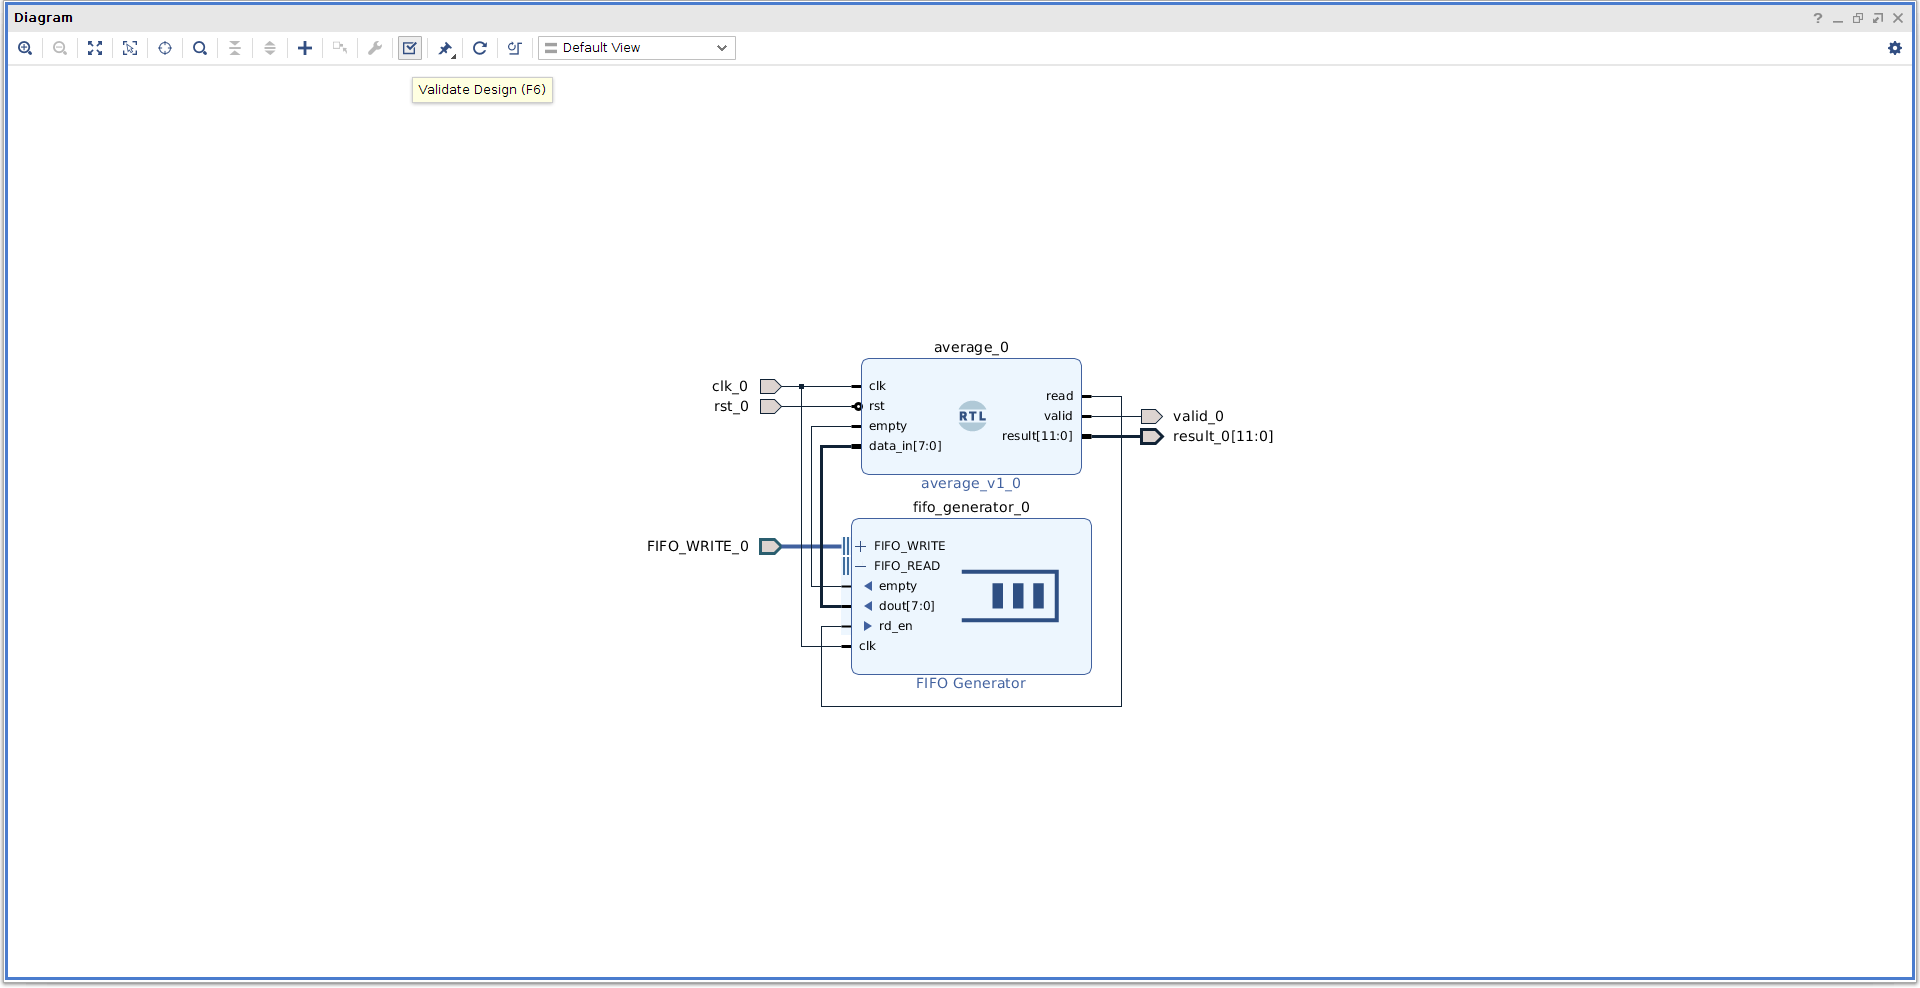 Diagram
?
Default View
Validate Design (F6)
average_0
clk_0
rst_0
clk
rst
empty
data_in[7:0]
RTL
read
valid
result[11:0]
valid_0
result_0[11:0]
average_v1_0
fifo_generator_0
FIFO_WRITE_0
FIFO_WRITE
FIFO_READ
empty
dout[7:0]
rd_en
clk
FIFO Generator